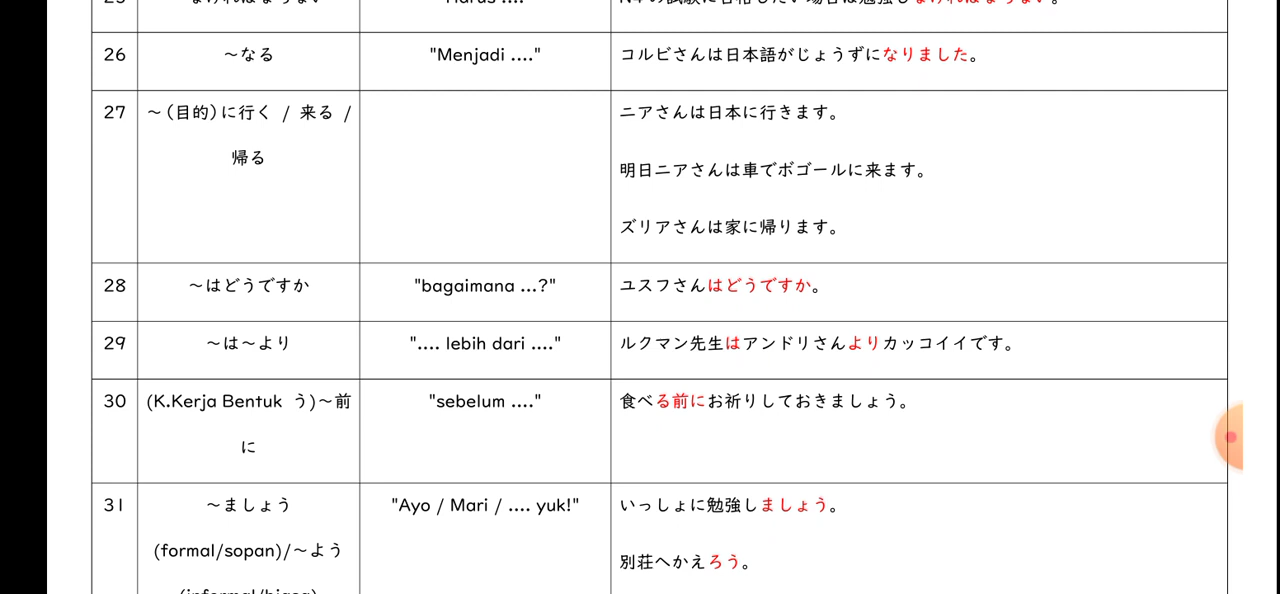 26 ～なる "Menjadi ...." コルビさんは日本語がじょうずになりました。
27 ～(目的)に行く / 来る / 帰る ニアさんは日本に行きます。
明日ニアさんは車でボゴールに来ます。
ズリアさんは家に帰ります。
28 ～はどうですか "bagaimana ...?" ユスフさんはどうですか。
29 ～は～より ".... lebih dari ...." ルクマン先生はアンドリさんよりカッコイイです。
30 (K.Kerja Bentuk う)～前に "sebelum ...." 食べる前にお祈りしておきましょう。
31 ～ましょう "Ayo / Mari / .... yuk!" いっしょに勉強しましょう。
(formal/sopan)/～よう 別荘へかえろう。